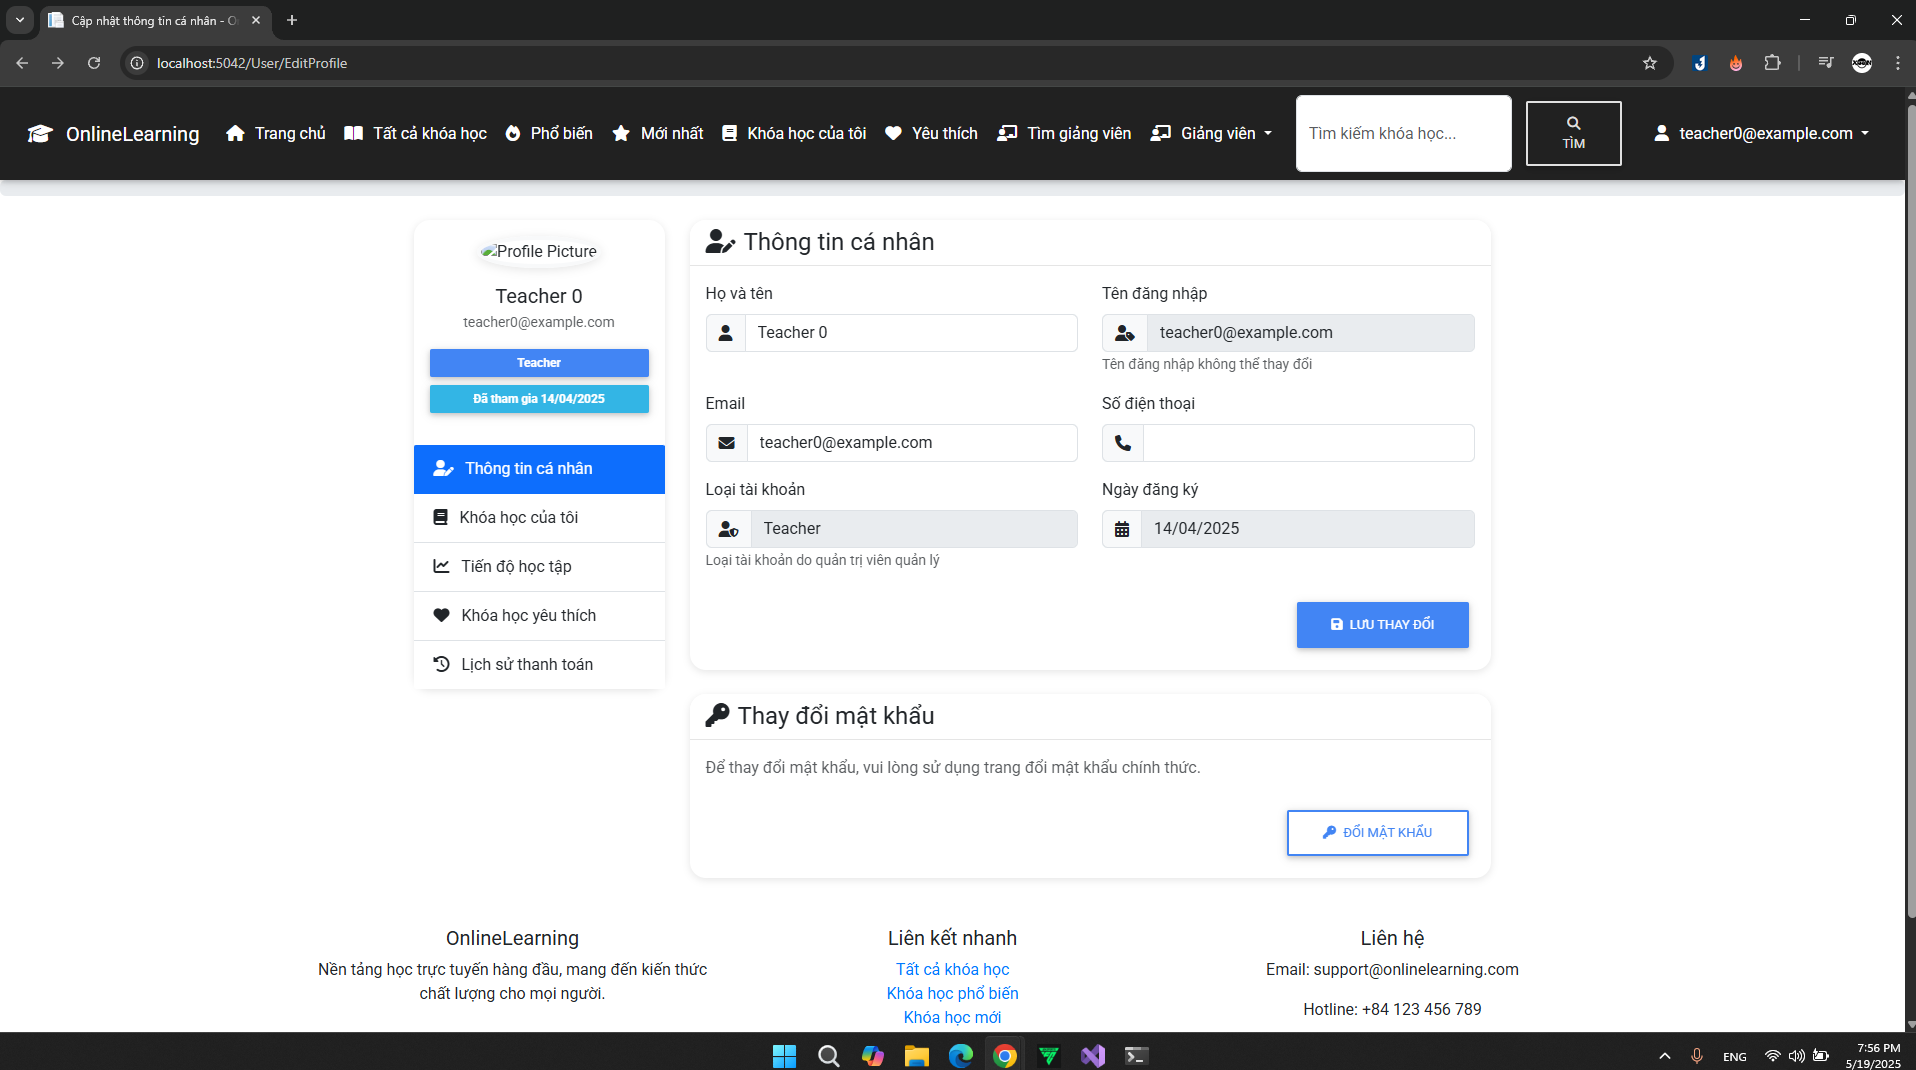 Cập nhật thông tin cá nhân - O
localhost:5042/User/EditProfile
OnlineLearning
Trang chủ
Tất cả khóa học
Phổ biến
Mới nhất
Khóa học của tôi
Yêu thích
Tìm giảng viên
Giảng viên
Tìm kiếm khóa học...
TÌM
teacher0@example.com
Profile Picture
Teacher 0
teacher0@example.com
Teacher
Đã tham gia 14/04/2025
Thông tin cá nhân
Khóa học của tôi
Tiến độ học tập
Khóa học yêu thích
Lịch sử thanh toán
Thông tin cá nhân
Họ và tên
Teacher 0
Tên đăng nhập
teacher0@example.com
Tên đăng nhập không thể thay đổi
Email
teacher0@example.com
Số điện thoại
Loại tài khoản
Teacher
Loại tài khoản do quản trị viên quản lý
Ngày đăng ký
14/04/2025
LƯU THAY ĐỔI
Thay đổi mật khẩu
Để thay đổi mật khẩu, vui lòng sử dụng trang đổi mật khẩu chính thức.
ĐỔI MẬT KHẨU
OnlineLearning
Nền tảng học trực tuyến hàng đầu, mang đến kiến thức
chất lượng cho mọi người.
Liên kết nhanh
Tất cả khóa học
Khóa học phổ biến
Khóa học mới
Liên hệ
Email: support@onlinelearning.com
Hotline: +84 123 456 789
ENG
7:56 PM
5/19/2025